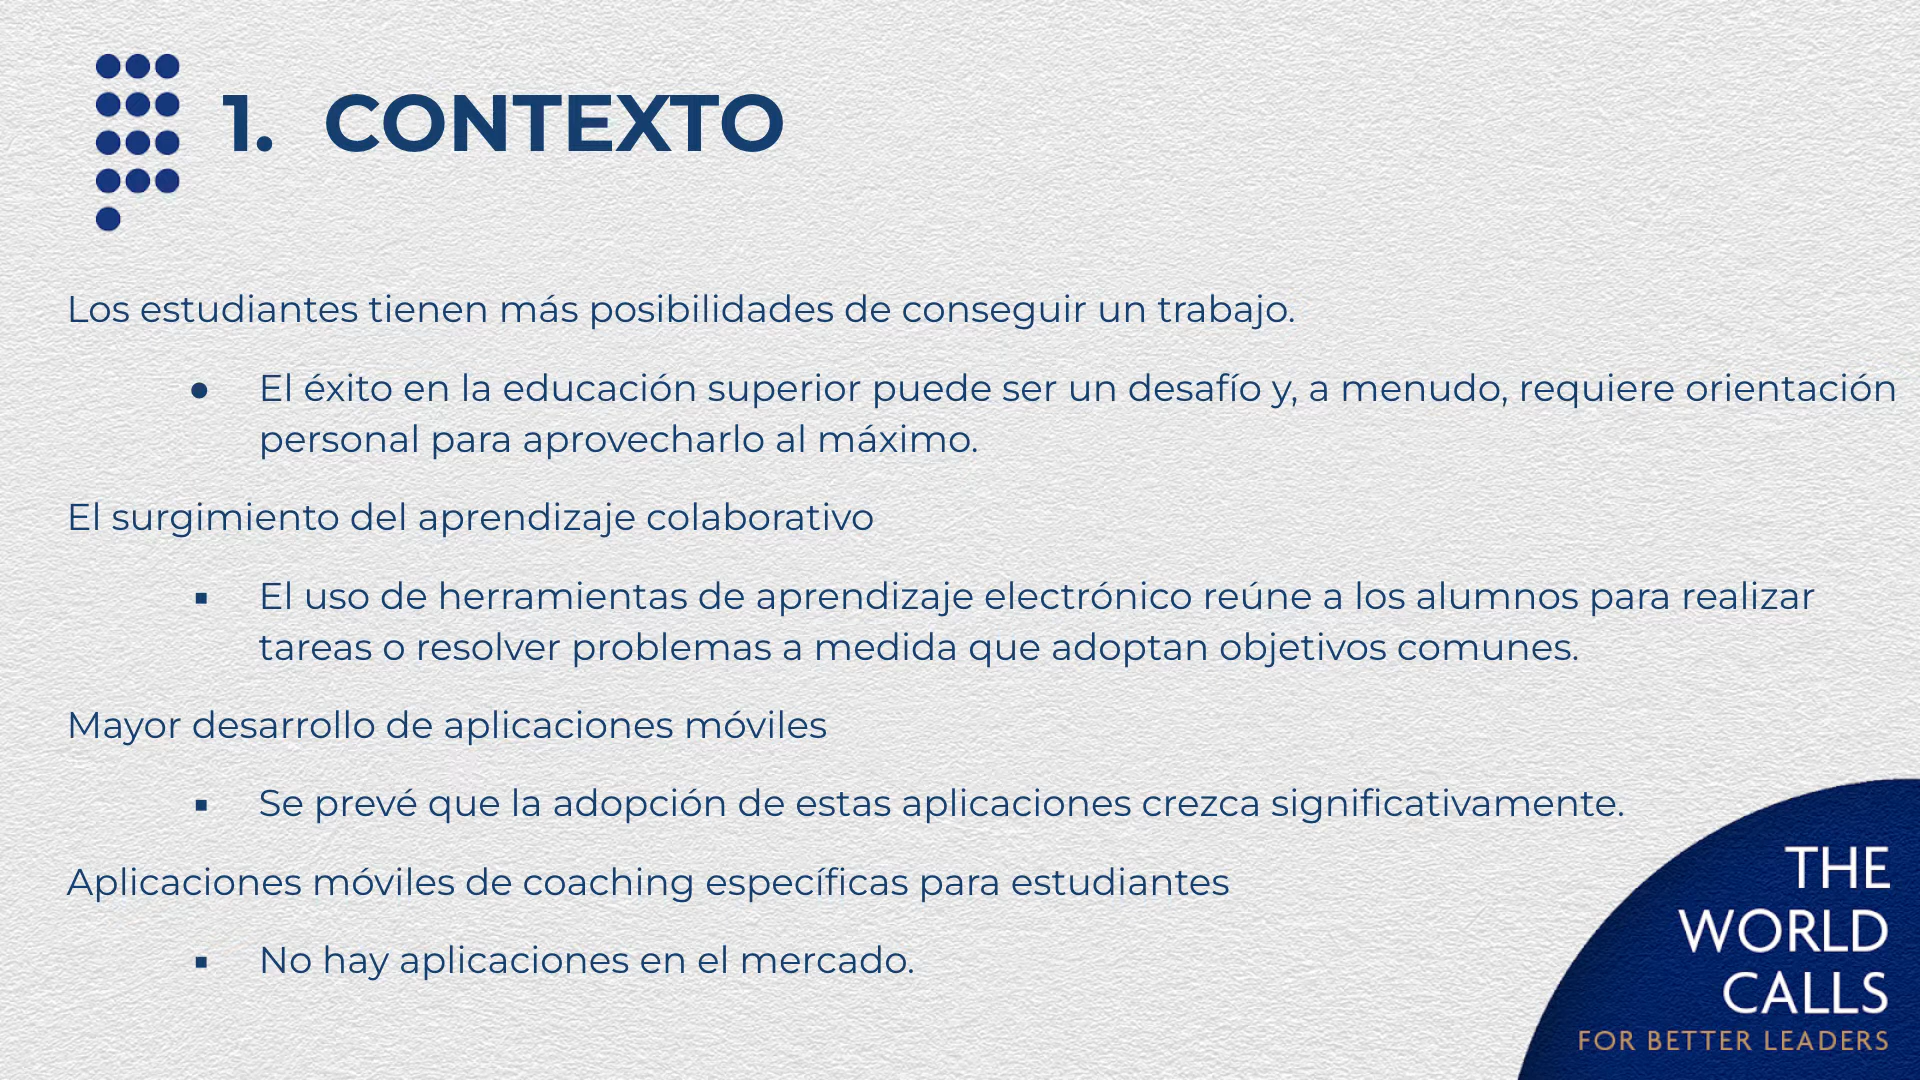 1. CONTEXTO
Los estudiantes tienen más posibilidades de conseguir un trabajo.
● El éxito en la educación superior puede ser un desafío y, a menudo, requiere orientación
personal para aprovecharlo al máximo.
El surgimiento del aprendizaje colaborativo
▪ El uso de herramientas de aprendizaje electrónico reúne a los alumnos para realizar
tareas o resolver problemas a medida que adoptan objetivos comunes.
Mayor desarrollo de aplicaciones móviles
▪ Se prevé que la adopción de estas aplicaciones crezca significativamente.
Aplicaciones móviles de coaching específicas para estudiantes
▪ No hay aplicaciones en el mercado.
THE
WORLD
CALLS
FOR BETTER LEADERS